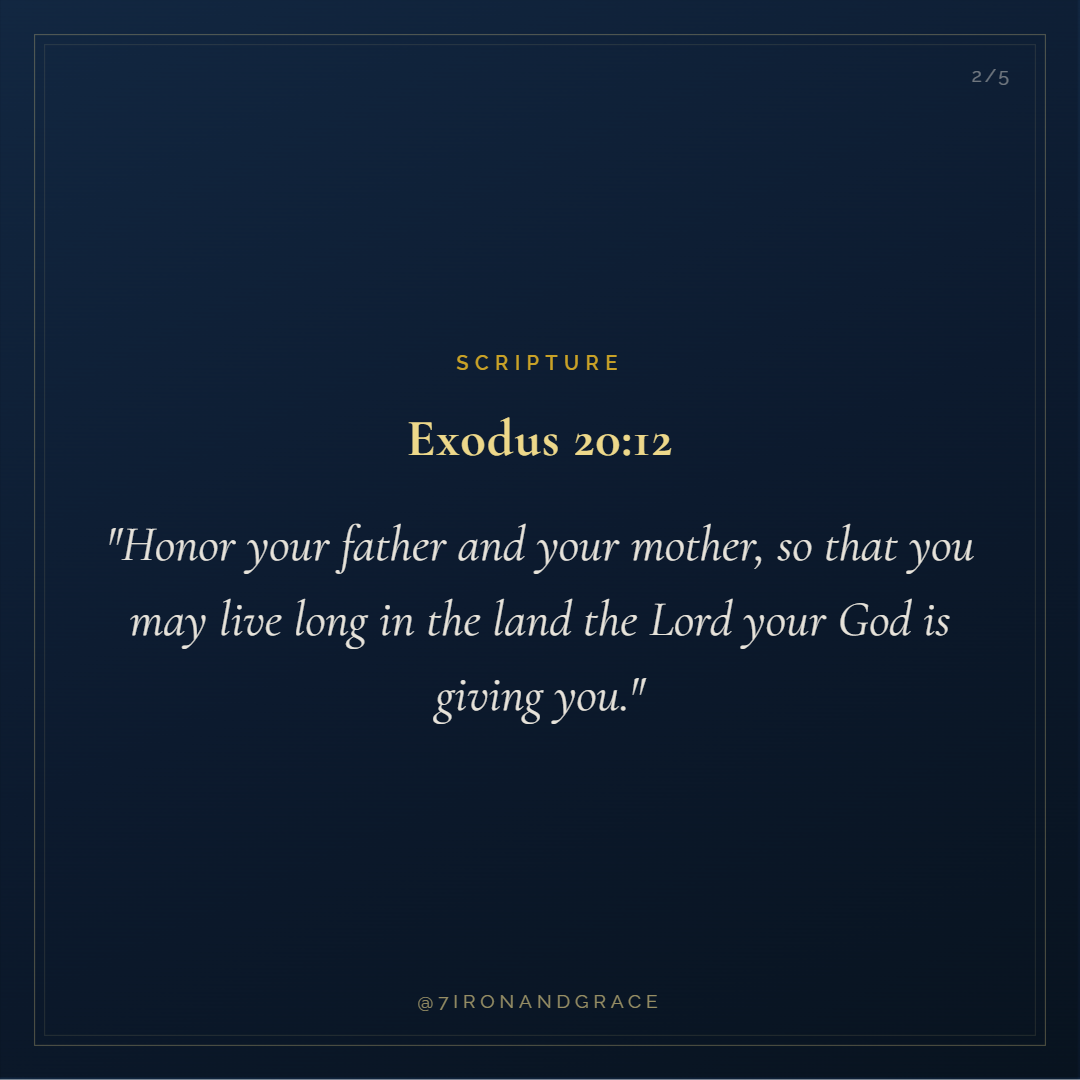 2/5
SCRIPTURE
Exodus 20:12
"Honor your father and your mother, so that you
may live long in the land the Lord your God is
giving you."
@7IRONANDGRACE